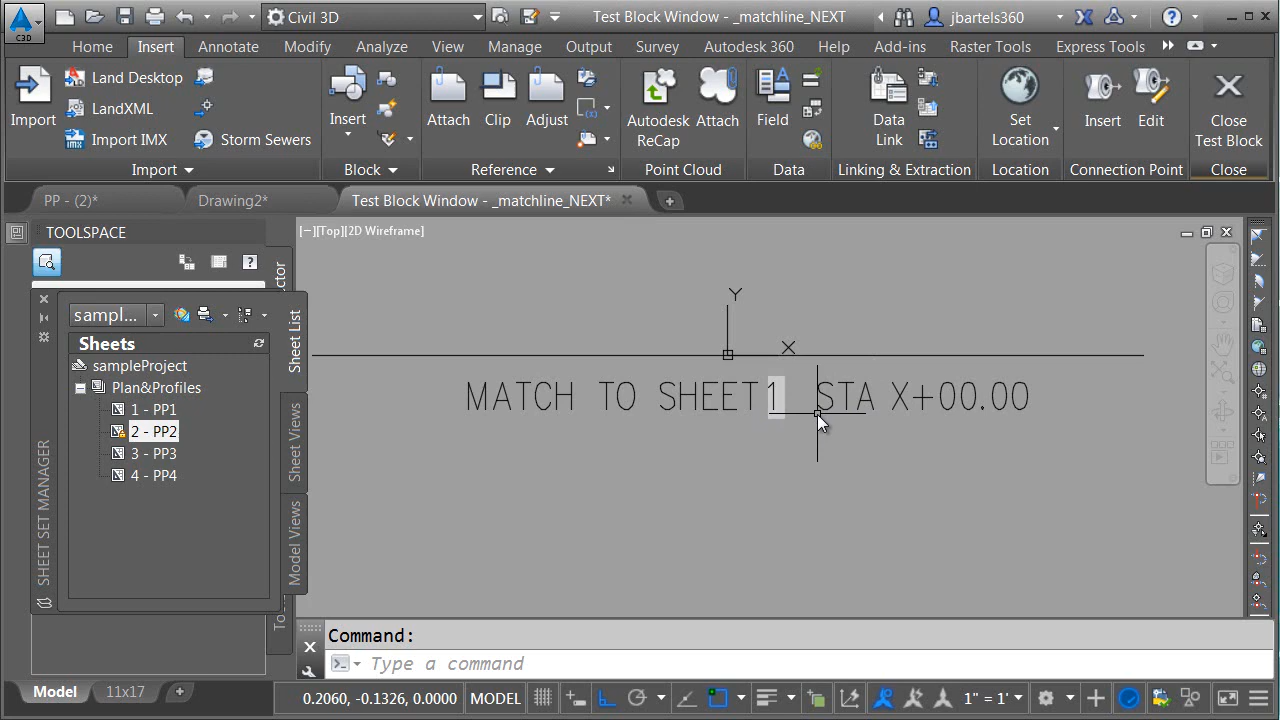 C3D
Civil 3D
Test Block Window - _matchline_NEXT
jbartels360
Home
Insert
Annotate
Modify
Analyze
View
Manage
Output
Survey
Autodesk 360
Help
Add-ins
Raster Tools
Express Tools
Import
Land Desktop
LandXML
Import IMX
Storm Sewers
Import
Insert
Block
Attach
Clip
Adjust
Reference
Autodesk ReCap
Attach
Point Cloud
Field
Data
Data Link
Linking & Extraction
Set Location
Location
Insert
Edit
Connection Point
Close Test Block
Close
PP - (2)*
Drawing2*
Test Block Window - _matchline_NEXT*
TOOLSPACE
[−][Top][2D Wireframe]
ctor
sampl...
Sheets
sampleProject
Plan&Profiles
1 - PP1
2 - PP2
3 - PP3
4 - PP4
Sheet List
Sheet Views
Model Views
SHEET SET MANAGER
Y
X
MATCH TO SHEET 1 STA X+00.00
Command:
Type a command
Model
11x17
0.2060, -0.1326, 0.0000
MODEL
1" = 1'